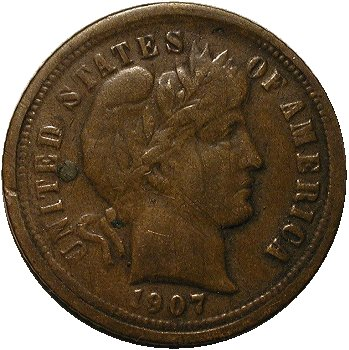 UNITED STATES OF AMERICA
1907